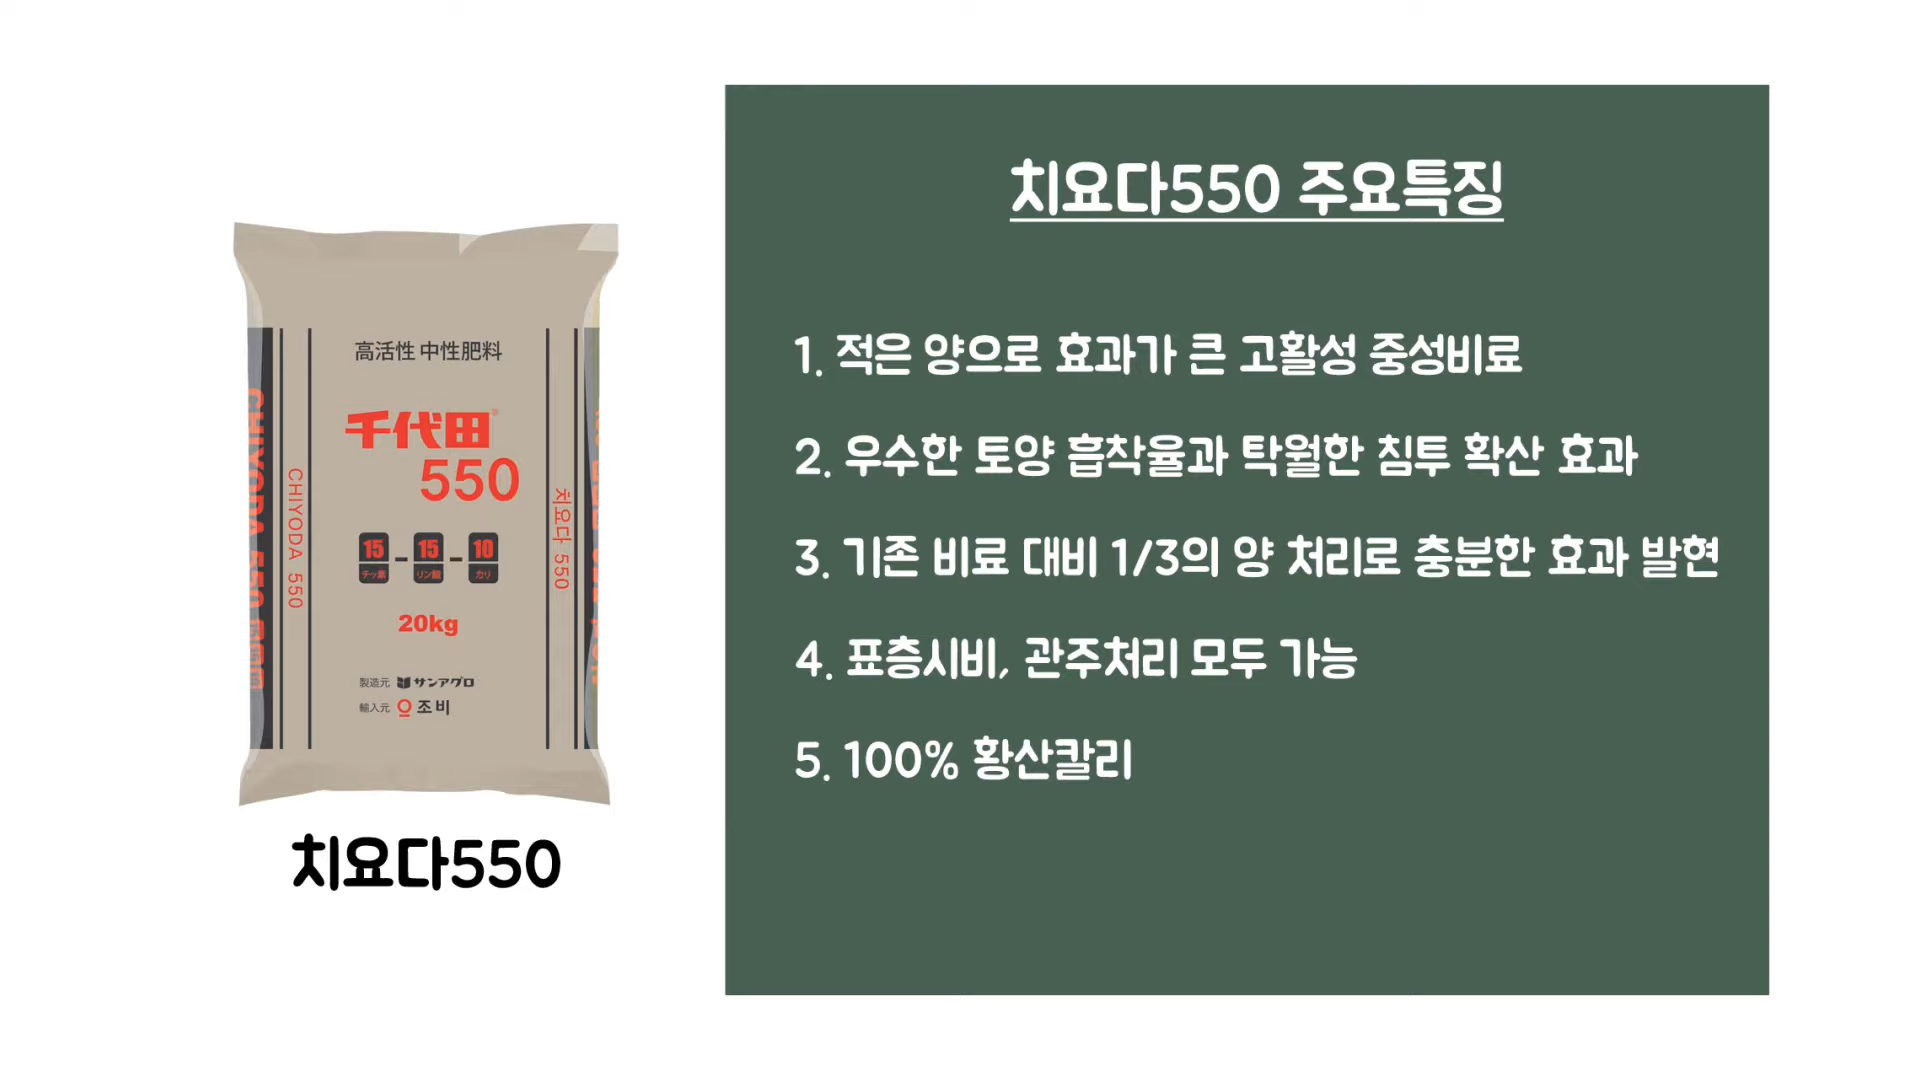 高活性 中性肥料
千代田
550
15 - 15 - 10
チッ素 リン酸 カリ
20kg
製造元 サンアグロ
輸入元 조비
CHIYODA 550
치요다 550
CHIYODA 550
치요다550
치요다550 주요특징
1. 적은 양으로 효과가 큰 고활성 중성비료
2. 우수한 토양 흡착율과 탁월한 침투 확산 효과
3. 기존 비료 대비 1/3의 양 처리로 충분한 효과 발현
4. 표층시비, 관주처리 모두 가능
5. 100% 황산칼리